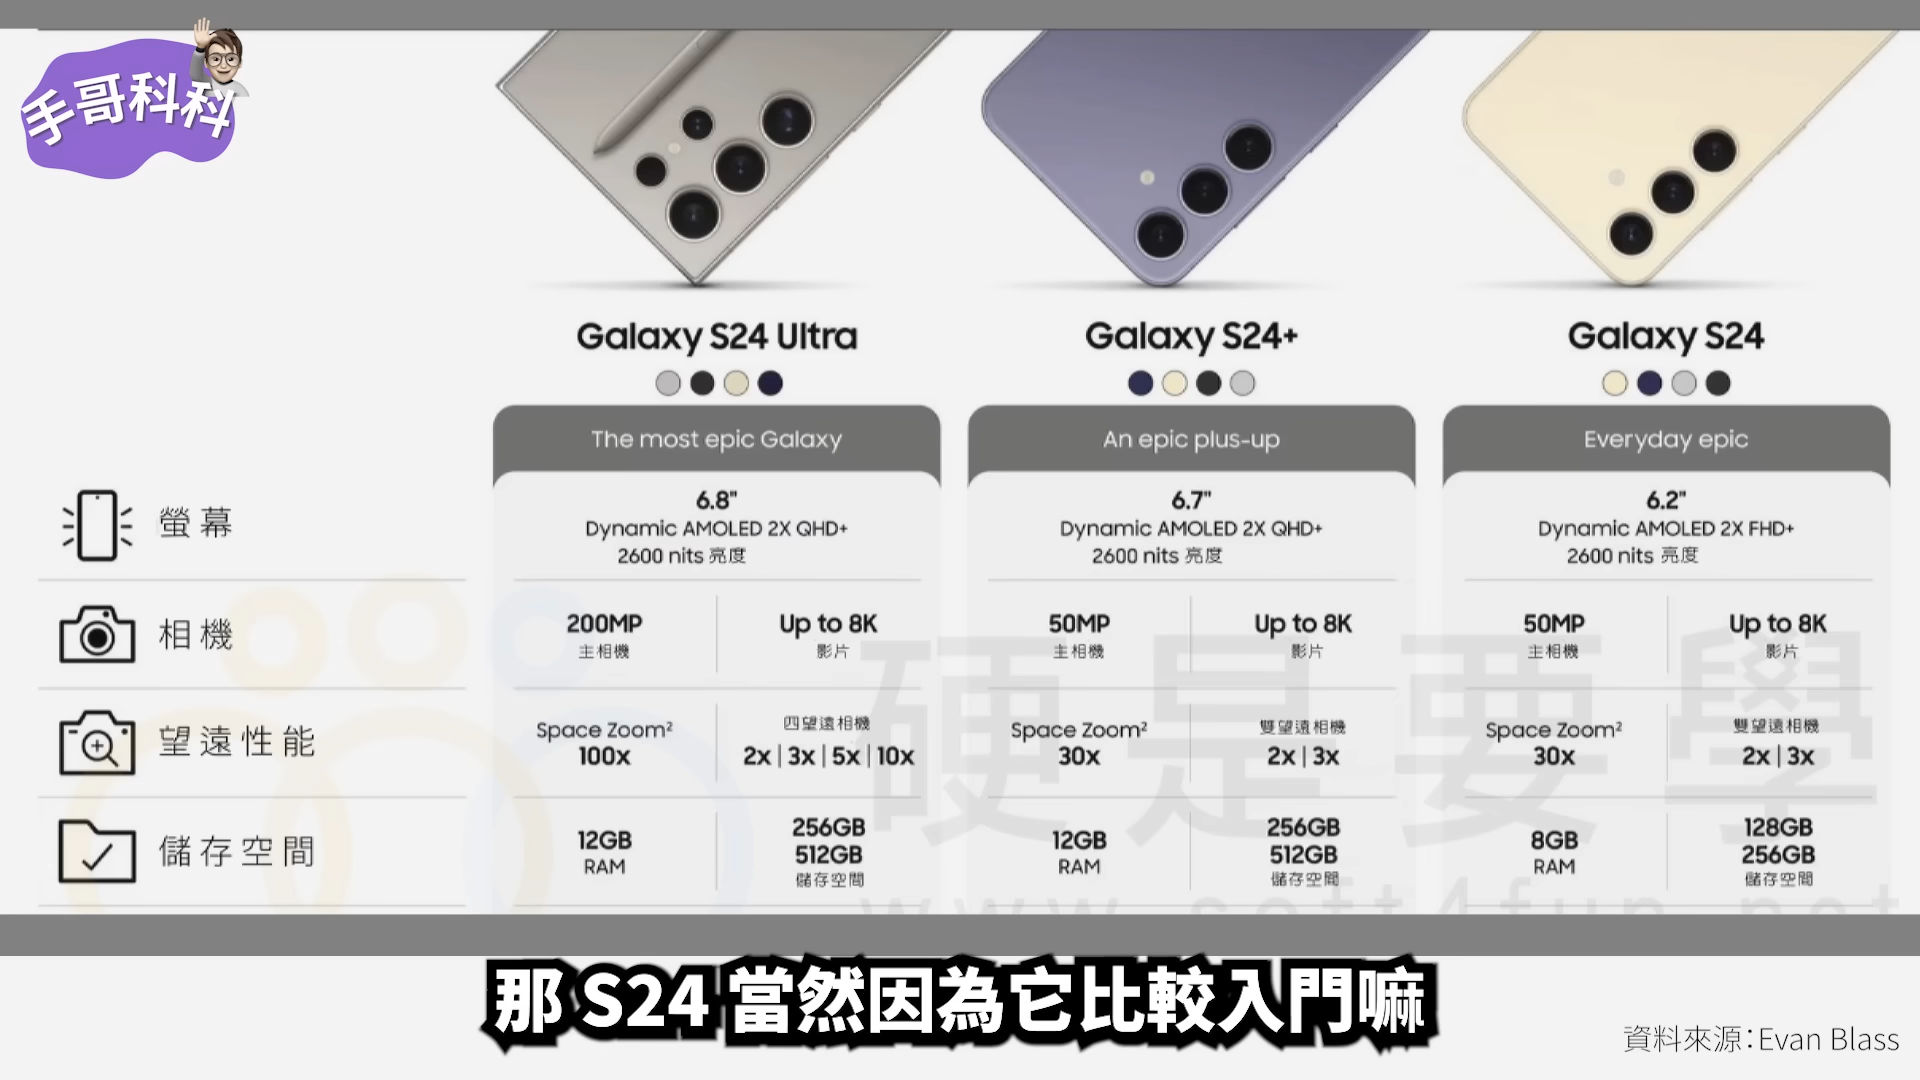 手哥科科
Galaxy S24 Ultra
Galaxy S24+
Galaxy S24
The most epic Galaxy
An epic plus-up
Everyday epic
螢幕
6.8"
Dynamic AMOLED 2X QHD+
2600 nits 亮度
6.7"
Dynamic AMOLED 2X QHD+
2600 nits 亮度
6.2"
Dynamic AMOLED 2X FHD+
2600 nits 亮度
相機
200MP
主相機
Up to 8K
影片
50MP
主相機
Up to 8K
影片
50MP
主相機
Up to 8K
影片
望遠性能
Space Zoom²
100x
四望遠相機
2x | 3x | 5x | 10x
Space Zoom²
30x
雙望遠相機
2x | 3x
Space Zoom²
30x
雙望遠相機
2x | 3x
儲存空間
12GB
RAM
256GB
512GB
儲存空間
12GB
RAM
256GB
512GB
儲存空間
8GB
RAM
128GB
256GB
儲存空間
硬是要學
www.soft4fun.net
那 S24 當然因為它比較入門嘛
資料來源：Evan Blass